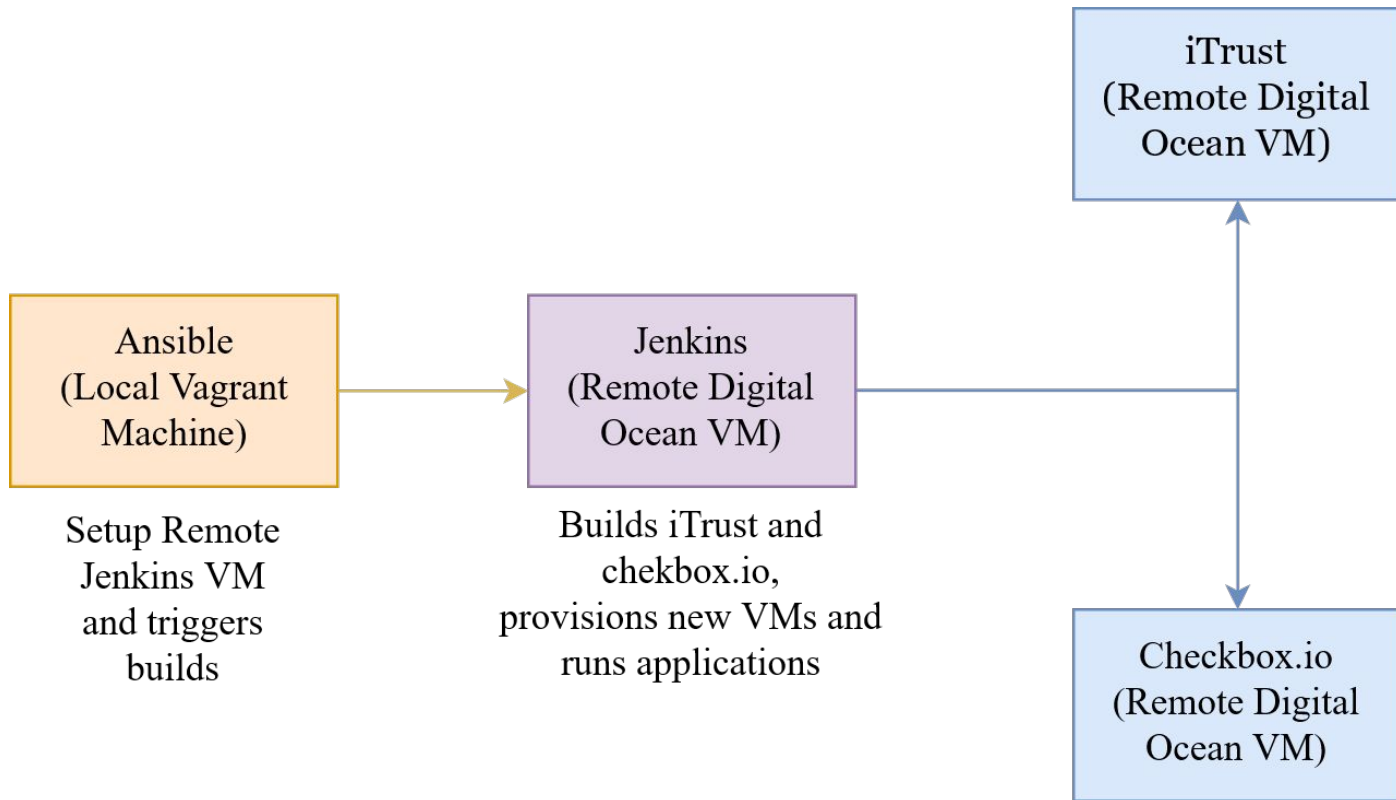 iTrust
(Remote Digital
Ocean VM)
Ansible
(Local Vagrant
Machine)
Jenkins
(Remote Digital
Ocean VM)
Setup Remote
Jenkins VM
and triggers
builds
Builds iTrust and
chekbox.io,
provisions new VMs and
runs applications
Checkbox.io
(Remote Digital
Ocean VM)